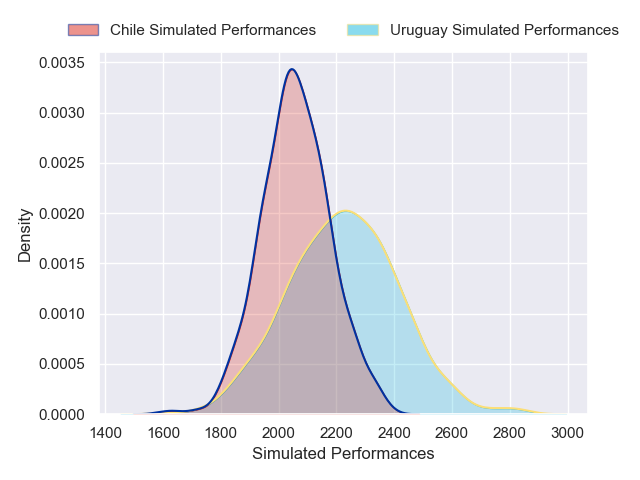 Chile Simulated Performances Uruguay Simulated Performances
0.0035
0.0030
0.0025
0.0020
0.0015
0.0010
0.0005
0.0000
Density
1400 1600 1800 2000 2200 2400 2600 2800 3000
Simulated Performances